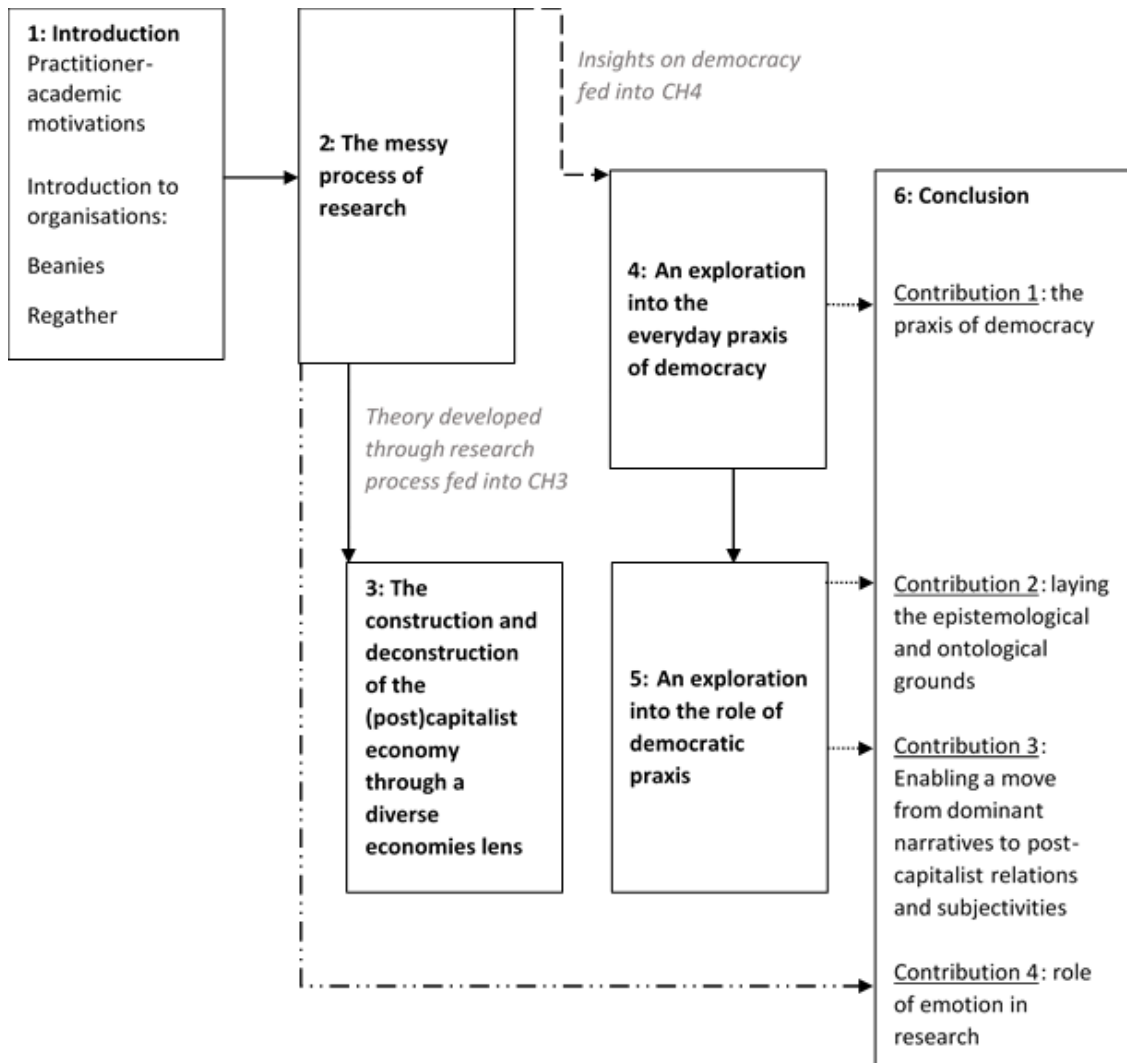 1: Introduction
Practitioner-
academic
motivations
Introduction to
organisations:
Beanies
Regather
2: The messy
process of
research
Insights on democracy
fed into CH4
Theory developed
through research
process fed into CH3
3: The
construction and
deconstruction
of the
(post)capitalist
economy
through a
diverse
economies lens
4: An exploration
into the
everyday praxis
of democracy
5: An exploration
into the role of
democratic
praxis
6: Conclusion
Contribution 1: the
praxis of democracy
Contribution 2: laying
the epistemological
and ontological
grounds
Contribution 3:
Enabling a move
from dominant
narratives to post-
capitalist relations
and subjectivities
Contribution 4: role
of emotion in
research